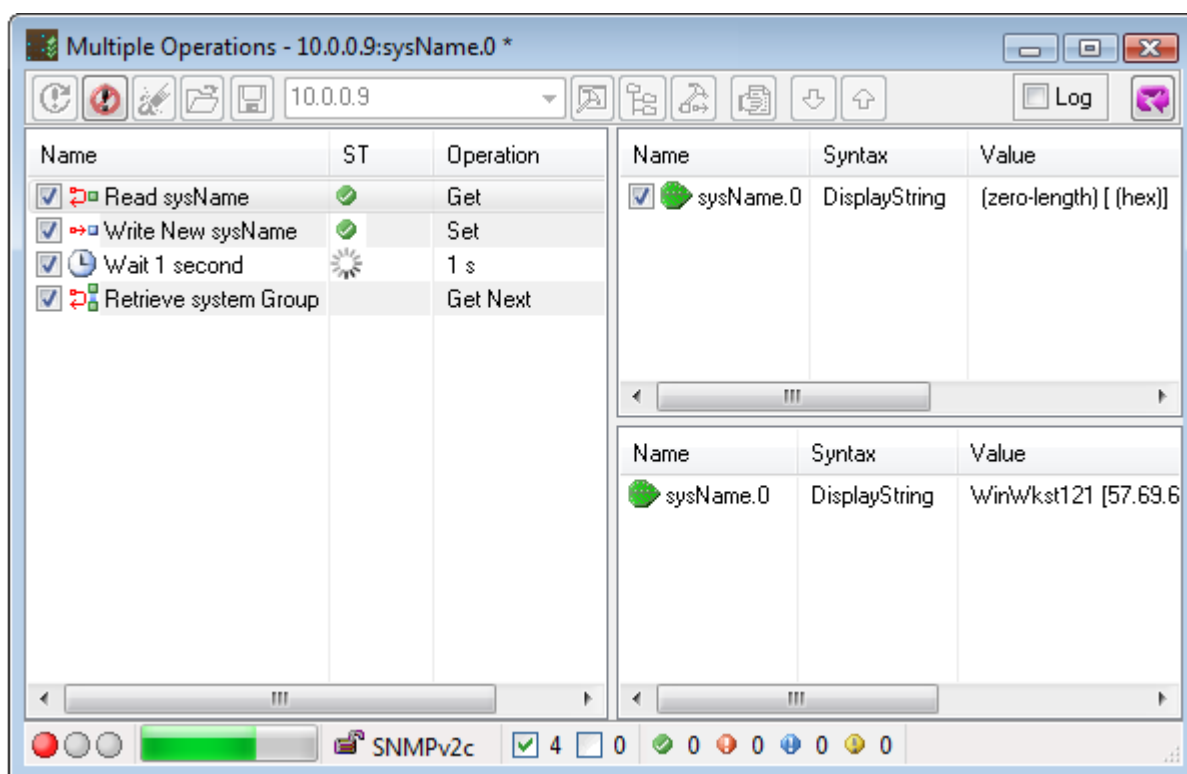 Multiple Operations - 10.0.0.9:sysName.0 *
10.0.0.9 Log
Name ST Operation
Read sysName Get
Write New sysName Set
Wait 1 second 1 s
Retrieve system Group Get Next
Name Syntax Value
sysName.0 DisplayString (zero-length) [ (hex)]
Name Syntax Value
sysName.0 DisplayString WinWkst121 [57.69.6
SNMPv2c 4 0 0 0 0 0